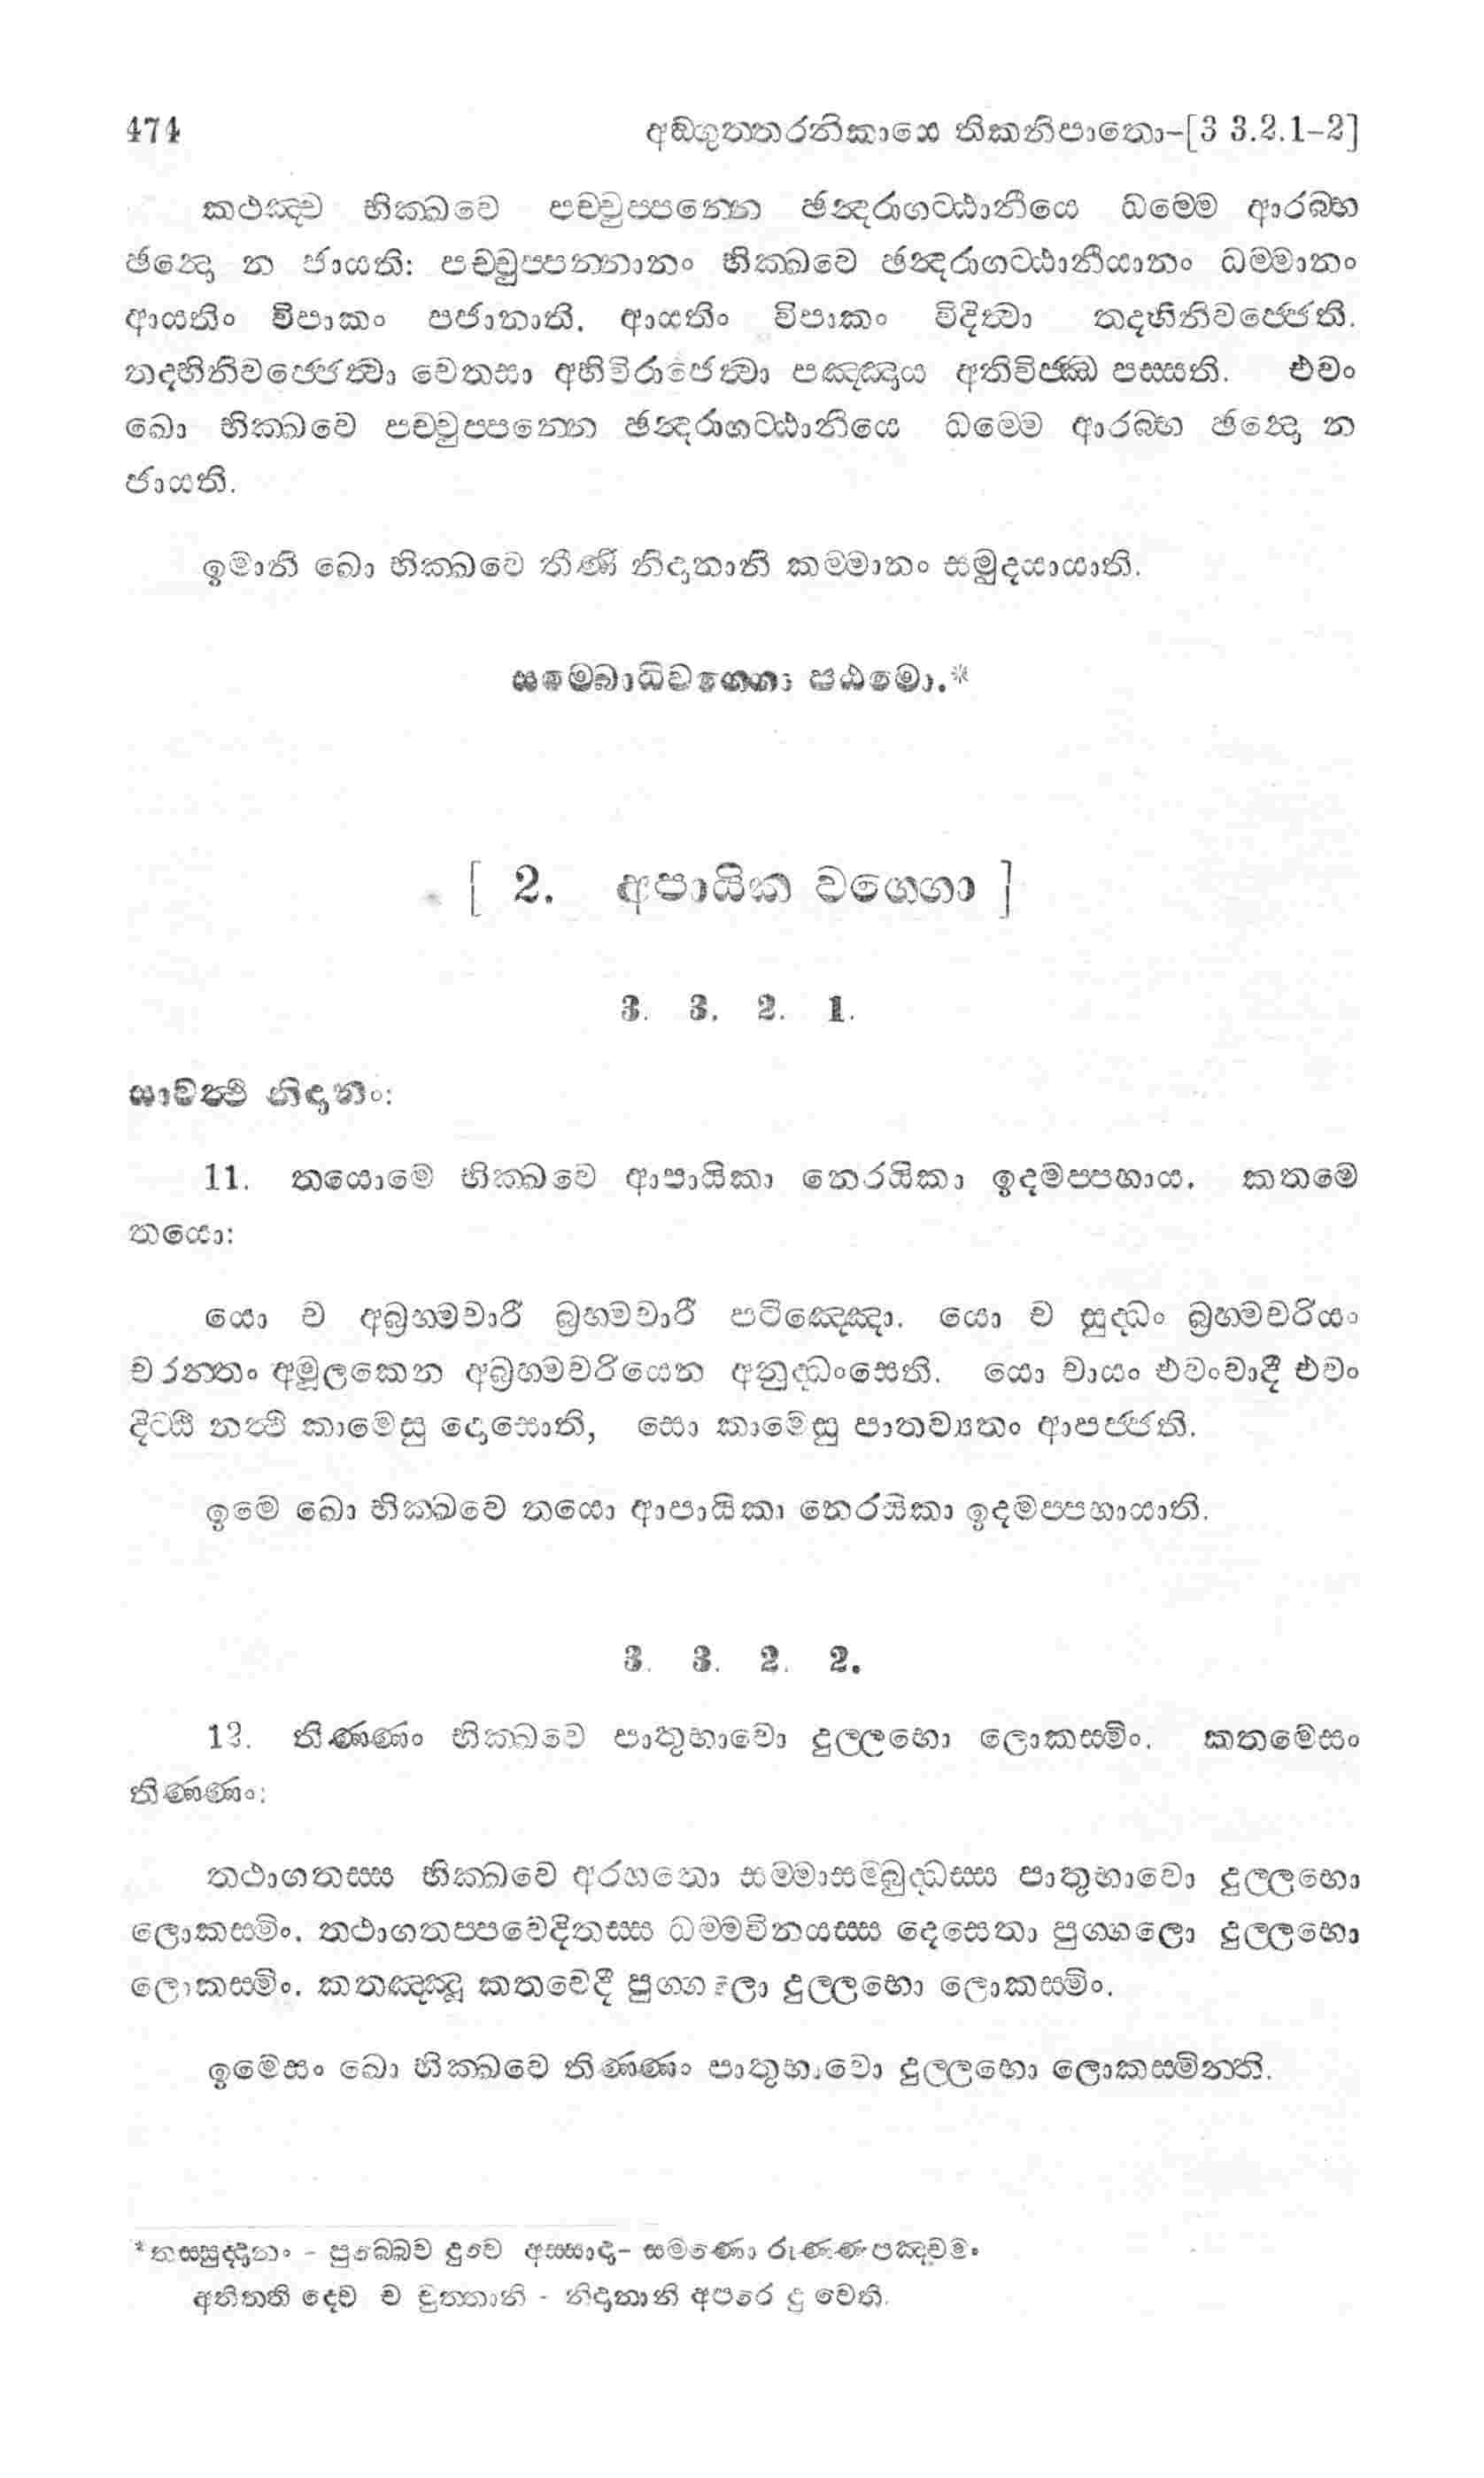 474 අඞ්ගුත්තරනිකායෙ තිකනිපාතො-[3 3.2.1-2]
කථඤ්ච භික්ඛවෙ පච්චුප්පන්නෙ ඡන්දරාගට්ඨානීයෙ ධම්මෙ ආරබ්භ
ඡන්දො න ජායති: පච්චුප්පන්නානං භික්ඛවෙ ඡන්දරාගට්ඨානීයානං ධම්මානං
ආයතිං විපාකං පජානාති. ආයතිං විපාකං විදිත්වා තදභිනිවජ්ජෙති.
තදභිනිවජ්ජෙත්වා චෙතසා අභිවිරාජෙත්වා පඤ්ඤාය අතිවිජ්ඣ පස්සති. එවං
ඛො භික්ඛවෙ පච්චුප්පන්නෙ ඡන්දරාගට්ඨානියෙ ධම්මෙ ආරබ්භ ඡන්දො න
ජායති.
ඉමානි ඛො භික්ඛවෙ තීණි නිදානානි කම්මානං සමුදයායාති.
සම්බොධිවග්ගො පඨමො.*
[ 2. අපායික වග්ගො ]
3. 3. 2. 1.
සාවත්ථි නිදානං:
11. තයොමෙ භික්ඛවෙ ආපායිකා නෙරයිකා ඉදමප්පහාය. කතමෙ
තයො:
යො ච අබ්‍රහ්මචාරී බ්‍රහ්මචාරී පටිඤ්ඤො. යො ච සුද්ධං බ්‍රහ්මචරියං
චරන්තං අමූලකෙන අබ්‍රහ්මචරියෙන අනුද්ධංසෙති. යො චායං එවංවාදී එවං
දිට්ඨි නත්ථි කාමෙසු දොසොති, සො කාමෙසු පාතව්‍යතං ආපජ්ජති.
ඉමෙ ඛො භික්ඛවෙ තයො ආපායිකා නෙරයිකා ඉදමප්පහායාති.
3. 3. 2. 2.
12. තිණ්ණං භික්ඛවෙ පාතුභාවො දුල්ලභො ලොකස්මිං. කතමෙසං
තිණ්ණං:
තථාගතස්ස භික්ඛවෙ අරහතො සම්මාසම්බුද්ධස්ස පාතුභාවො දුල්ලභො
ලොකස්මිං. තථාගතප්පවෙදිතස්ස ධම්මවිනයස්ස දෙසෙතා පුග්ගලො දුල්ලභො
ලොකස්මිං. කතඤ්ඤූ කතවෙදී පුග්ගලො දුල්ලභො ලොකස්මිං.
ඉමෙසං ඛො භික්ඛවෙ තිණ්ණං පාතුභාවො දුල්ලභො ලොකස්මින්ති.
*තස්සුද්දානං - පුබ්බෙව දුවෙ අස්සාදා- සමණො රුණ්ණපඤ්චමං
අතිත්ති ද්වෙ ච වුත්තානි - නිදානානි අපරෙ දු වෙති.